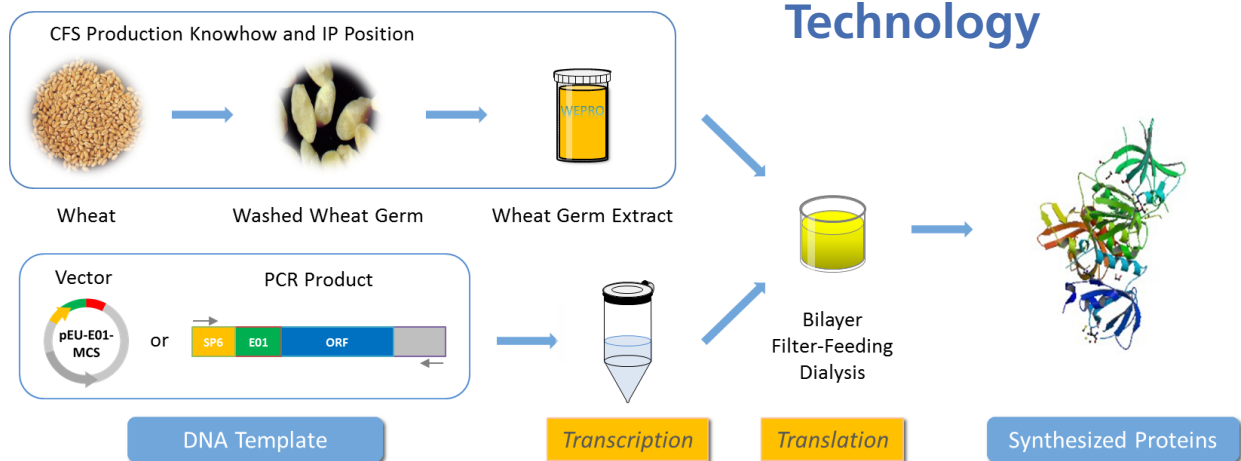 Technology
CFS Production Knowhow and IP Position
WEPRO
Wheat
Washed Wheat Germ
Wheat Germ Extract
Vector
PCR Product
pEU-E01-
MCS
or
SP6
E01
ORF
Bilayer
Filter-Feeding
Dialysis
DNA Template
Transcription
Translation
Synthesized Proteins